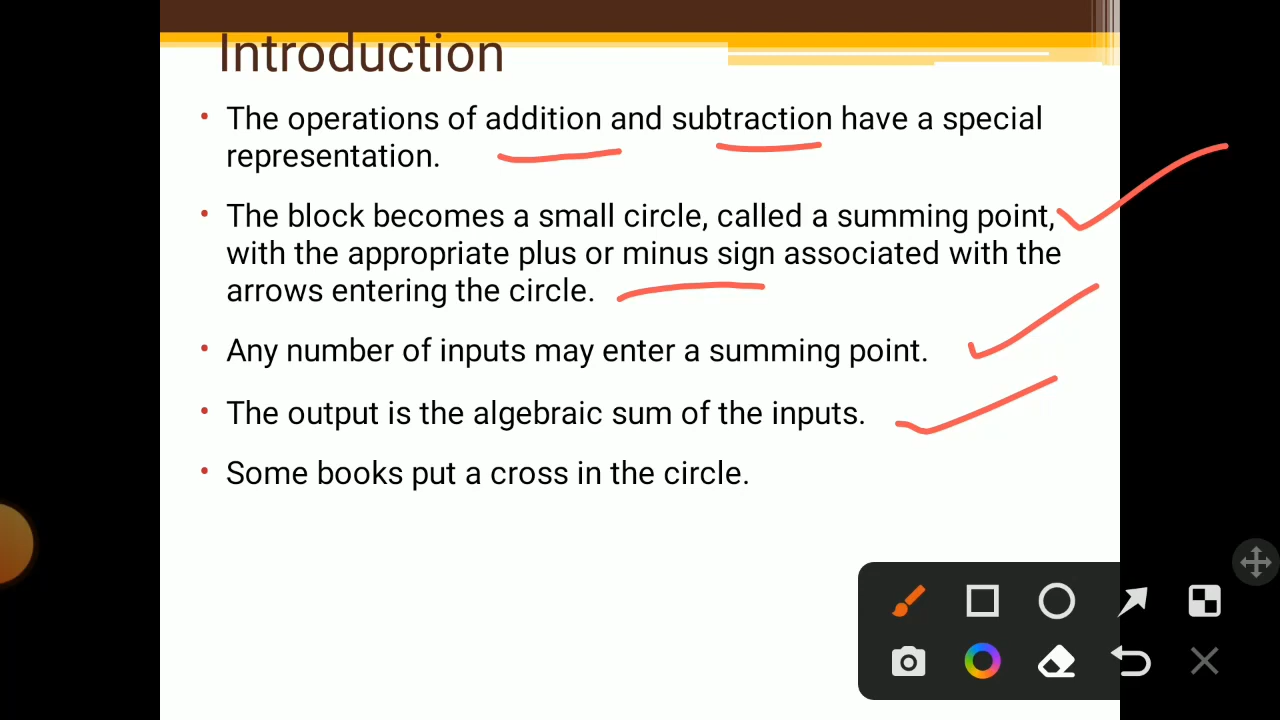 Introduction
• The operations of addition and subtraction have a special
representation.
• The block becomes a small circle, called a summing point,
with the appropriate plus or minus sign associated with the
arrows entering the circle.
• Any number of inputs may enter a summing point.
• The output is the algebraic sum of the inputs.
• Some books put a cross in the circle.